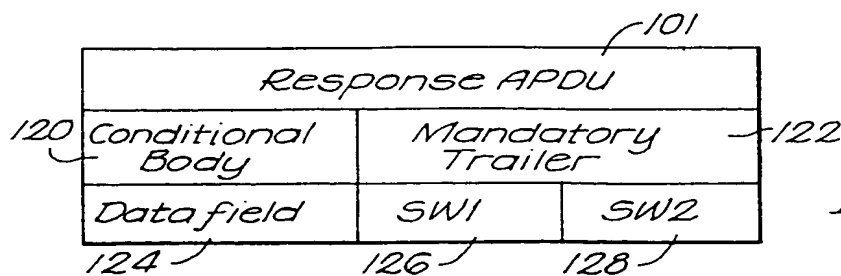 101
Response APDU
120 Conditional Body Mandatory Trailer 122
Data field SW1 SW2
124 126 128